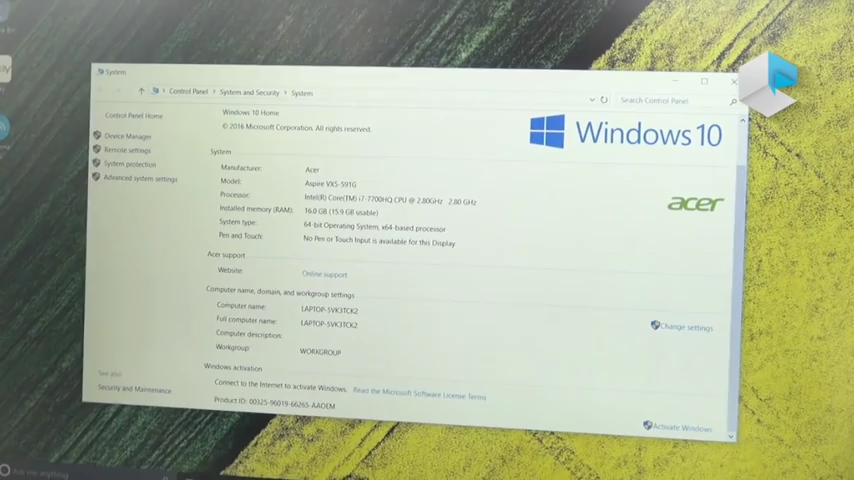 System
Control Panel > System and Security > System
Search Control Panel
Control Panel Home
Device Manager
Remote settings
System protection
Advanced system settings
Windows 10 Home
© 2016 Microsoft Corporation. All rights reserved.
Windows 10
System
Manufacturer: Acer
Model: Aspire VX5-591G
Processor: Intel(R) Core(TM) i7-7700HQ CPU @ 2.80GHz 2.80 GHz
Installed memory (RAM): 16.0 GB (15.9 GB usable)
System type: 64-bit Operating System, x64-based processor
Pen and Touch: No Pen or Touch Input is available for this Display
acer
Acer support
Website: Online support
Computer name, domain, and workgroup settings
Computer name: LAPTOP-5VK3TCK2
Full computer name: LAPTOP-5VK3TCK2
Computer description:
Workgroup: WORKGROUP
Change settings
Windows activation
Connect to the Internet to activate Windows. Read the Microsoft Software License Terms
Product ID: 00325-96019-66265-AAOEM
Activate Windows
See also
Security and Maintenance
Ask me anything